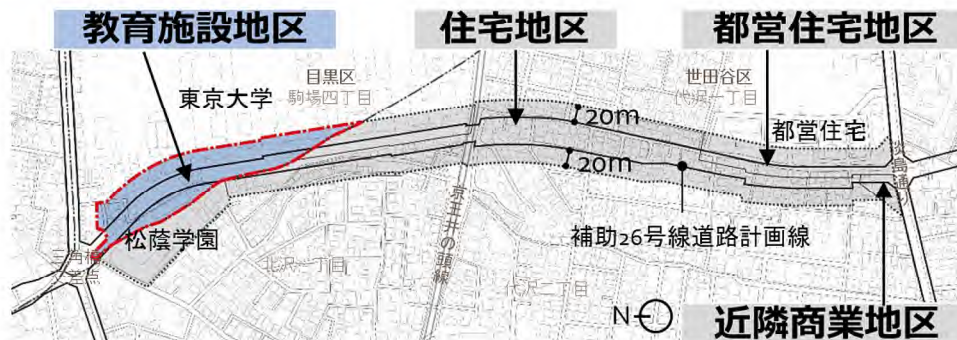 教育施設地区
住宅地区
都営住宅地区
目黒区
駒場四丁目
世田谷区
代沢一丁目
東京大学
20m
都営住宅
淡島通り
20m
京王井の頭線
松蔭学園
補助26号線道路計画線
三角橋
交差点
北沢一丁目
代沢二丁目
N
近隣商業地区